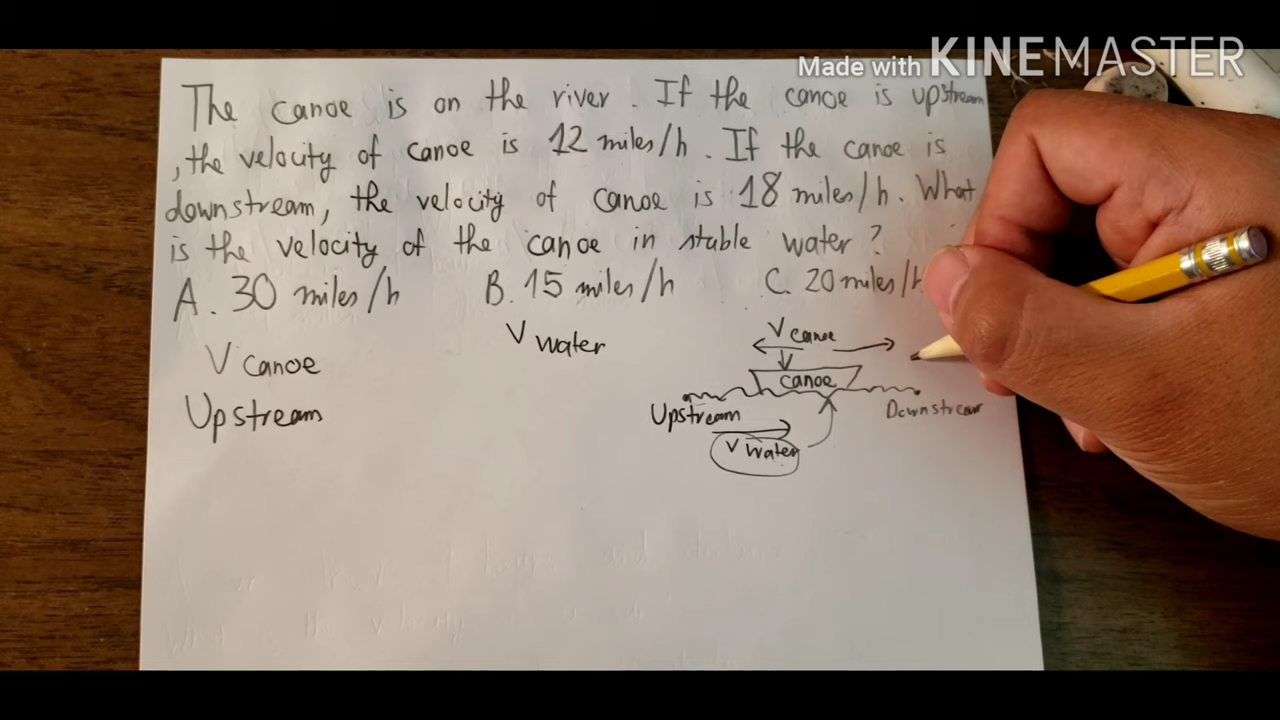 Made with KINEMASTER
The canoe is on the river. If the canoe is upstream
, the velocity of canoe is 12 miles/h. If the canoe is
downstream, the velocity of canoe is 18 miles/h. What
is the velocity of the canoe in stable water?
A. 30 miles/h B. 15 miles/h C. 20 miles/h
V canoe V water V canoe
canoe
Upstream Upstream Downstream
V water